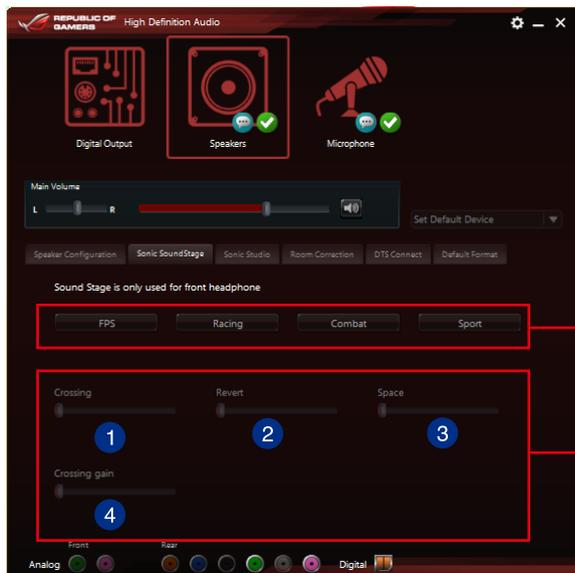 REPUBLIC OF
GAMERS
High Definition Audio
Digital Output
Speakers
Microphone
Main Volume
L
R
Set Default Device
Speaker Configuration
Sonic SoundStage
Sonic Studio
Room Correction
DTS Connect
Default Format
Sound Stage is only used for front headphone
FPS
Racing
Combat
Sport
Crossing
Revert
Space
1
2
3
Crossing gain
4
Front
Rear
Analog
Digital